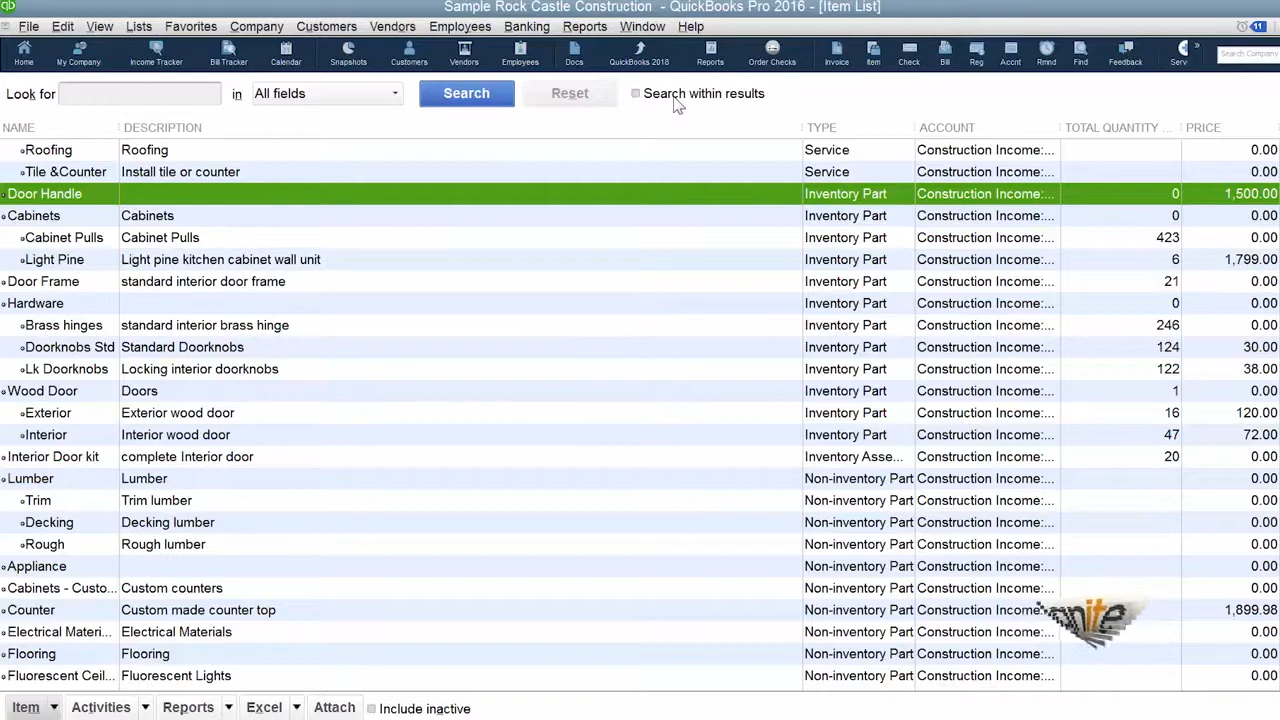 Sample Rock Castle Construction - QuickBooks Pro 2016 - [Item List]
File Edit View Lists Favorites Company Customers Vendors Employees Banking Reports Window Help 11
Home My Company Income Tracker Bill Tracker Calendar Snapshots Customers Vendors Employees Docs QuickBooks 2018 Reports Order Checks Invoice Item Check Bill Reg Accnt Rmnd Find Feedback Serv » Search Company
Look for in All fields Search Reset Search within results
NAME DESCRIPTION TYPE ACCOUNT TOTAL QUANTITY ... PRICE
Roofing Roofing Service Construction Income:... 0.00
Tile &Counter Install tile or counter Service Construction Income:... 0.00
Door Handle Inventory Part Construction Income:... 0 1,500.00
Cabinets Cabinets Inventory Part Construction Income:... 0 0.00
Cabinet Pulls Cabinet Pulls Inventory Part Construction Income:... 423 0.00
Light Pine Light pine kitchen cabinet wall unit Inventory Part Construction Income:... 6 1,799.00
Door Frame standard interior door frame Inventory Part Construction Income:... 21 0.00
Hardware Inventory Part Construction Income:... 0 0.00
Brass hinges standard interior brass hinge Inventory Part Construction Income:... 246 0.00
Doorknobs Std Standard Doorknobs Inventory Part Construction Income:... 124 30.00
Lk Doorknobs Locking interior doorknobs Inventory Part Construction Income:... 122 38.00
Wood Door Doors Inventory Part Construction Income:... 1 0.00
Exterior Exterior wood door Inventory Part Construction Income:... 16 120.00
Interior Interior wood door Inventory Part Construction Income:... 47 72.00
Interior Door kit complete Interior door Inventory Asse... Construction Income:... 20 0.00
Lumber Lumber Non-inventory Part Construction Income:... 0.00
Trim Trim lumber Non-inventory Part Construction Income:... 0.00
Decking Decking lumber Non-inventory Part Construction Income:... 0.00
Rough Rough lumber Non-inventory Part Construction Income:... 0.00
Appliance Non-inventory Part Construction Income:... 0.00
Cabinets - Custo... Custom counters Non-inventory Part Construction Income:... 0.00
Counter Custom made counter top Non-inventory Part Construction Income:... 1,899.98
Electrical Materi... Electrical Materials Non-inventory Part Construction Income:... 0.00
Flooring Flooring Non-inventory Part Construction Income:... 0.00
Fluorescent Ceil... Fluorescent Lights Non-inventory Part Construction Income:... 0.00
Item Activities Reports Excel Attach Include inactive